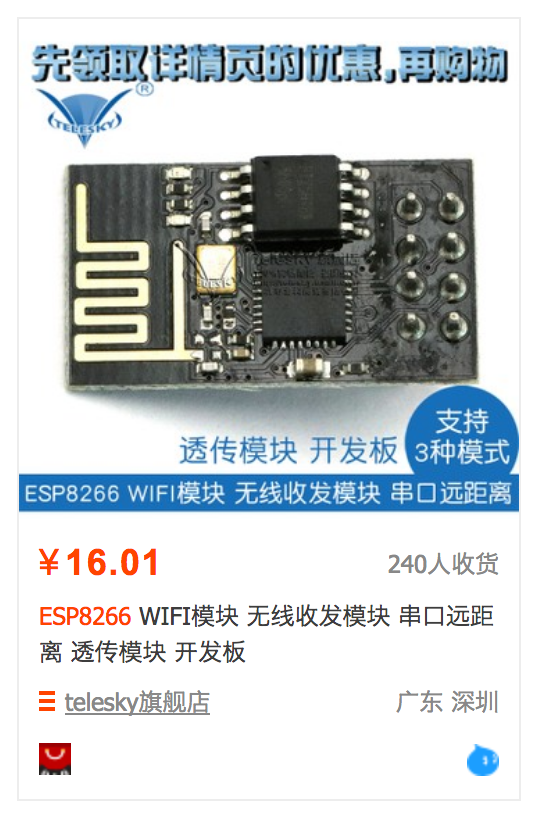 先领取详情页的优惠,再购物
®
TELESKY
透传模块 开发板
支持
3种模式
ESP8266 WIFI模块 无线收发模块 串口远距离
¥16.01
240人收货
ESP8266 WIFI模块 无线收发模块 串口远距
离 透传模块 开发板
telesky旗舰店
广东 深圳